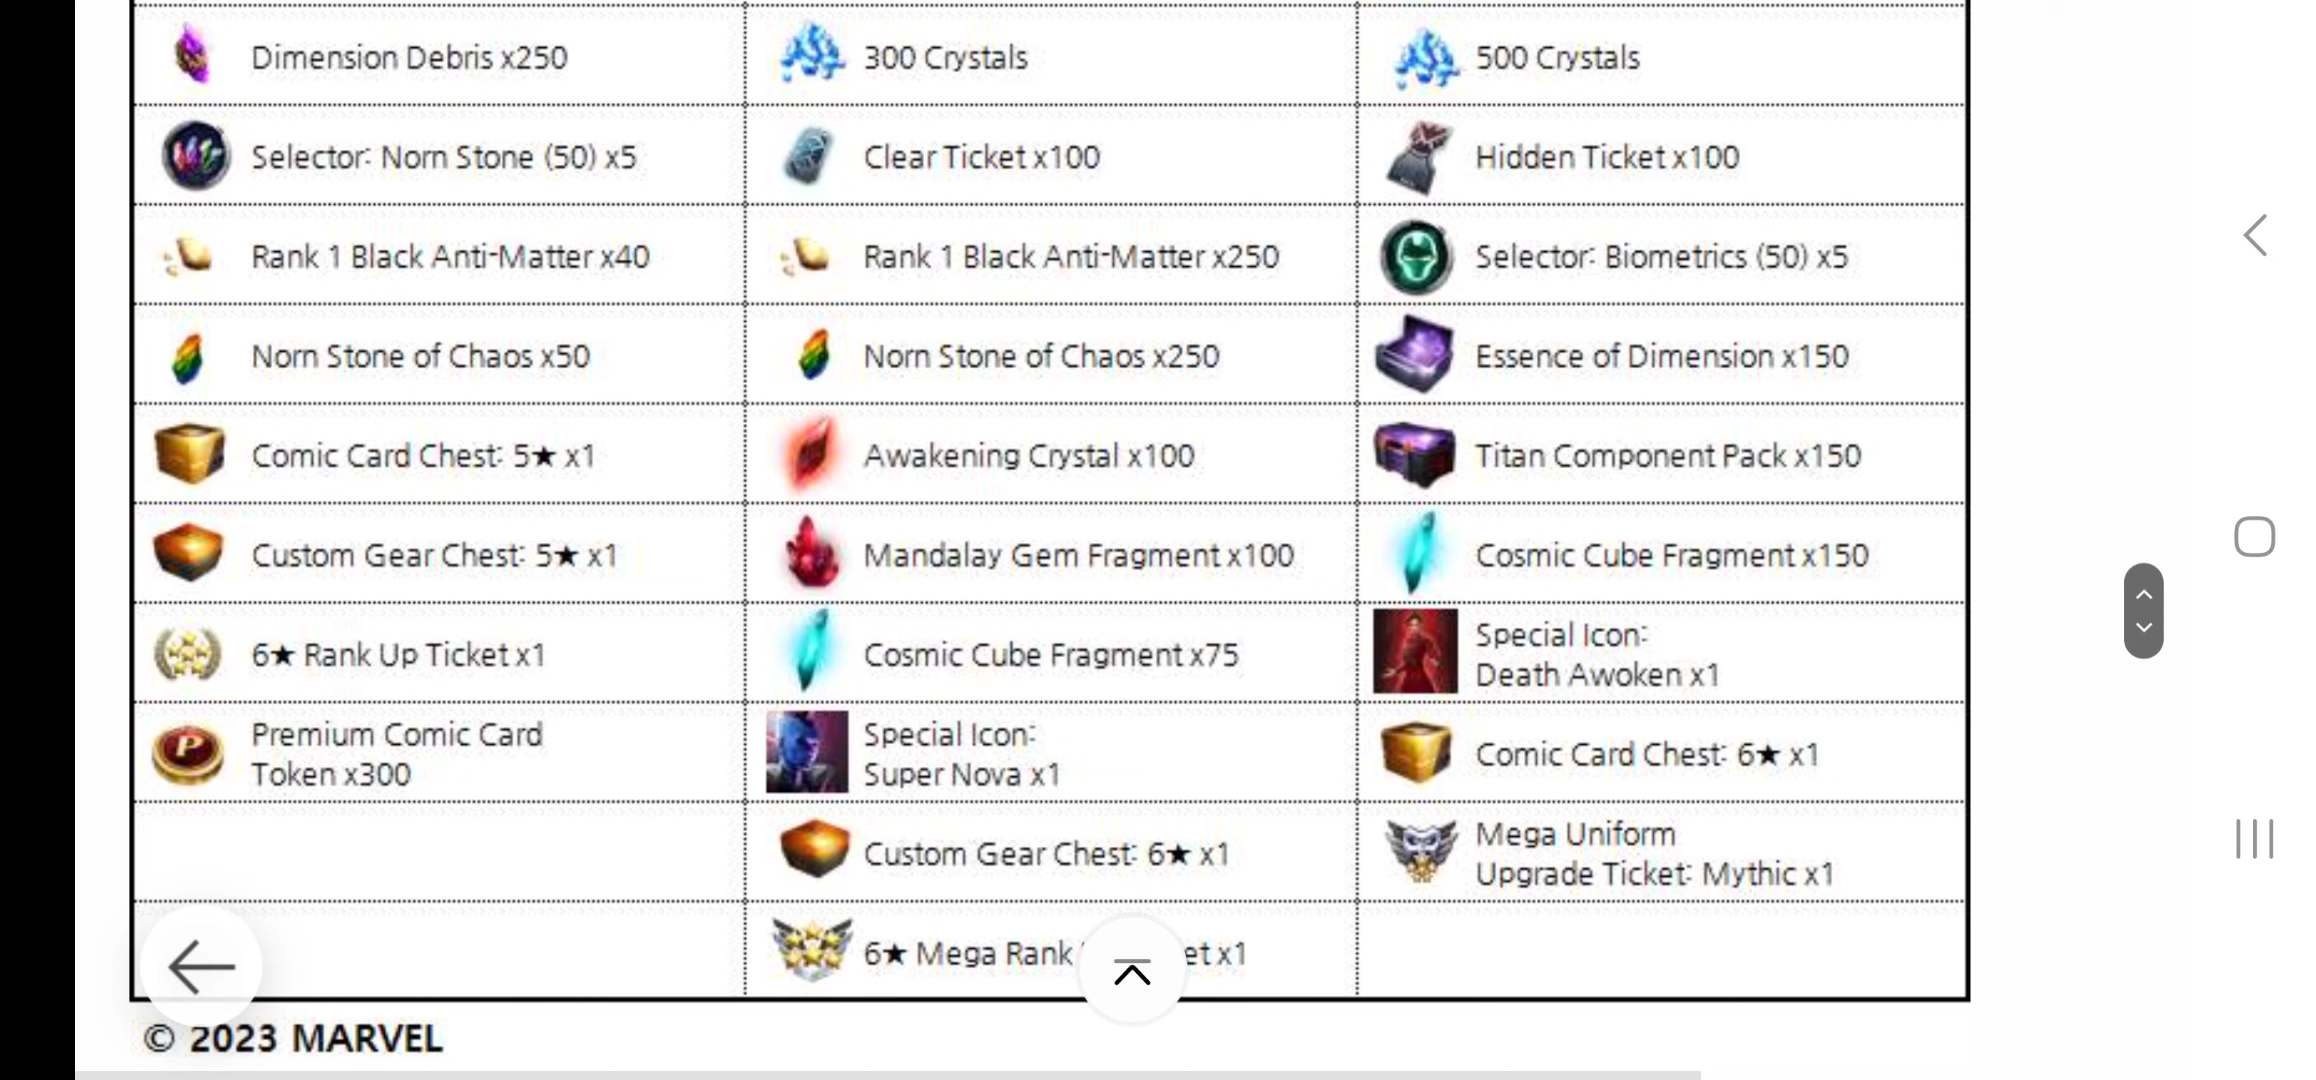 Dimension Debris x250
300 Crystals
500 Crystals
Selector: Norn Stone (50) x5
Clear Ticket x100
Hidden Ticket x100
Rank 1 Black Anti-Matter x40
Rank 1 Black Anti-Matter x250
Selector: Biometrics (50) x5
Norn Stone of Chaos x50
Norn Stone of Chaos x250
Essence of Dimension x150
Comic Card Chest: 5★ x1
Awakening Crystal x100
Titan Component Pack x150
Custom Gear Chest: 5★ x1
Mandalay Gem Fragment x100
Cosmic Cube Fragment x150
6★ Rank Up Ticket x1
Cosmic Cube Fragment x75
Special Icon:
Death Awoken x1
Premium Comic Card
Token x300
P
Special Icon:
Super Nova x1
Comic Card Chest: 6★ x1
Custom Gear Chest: 6★ x1
Mega Uniform
Upgrade Ticket: Mythic x1
6★ Mega Rank et x1
© 2023 MARVEL